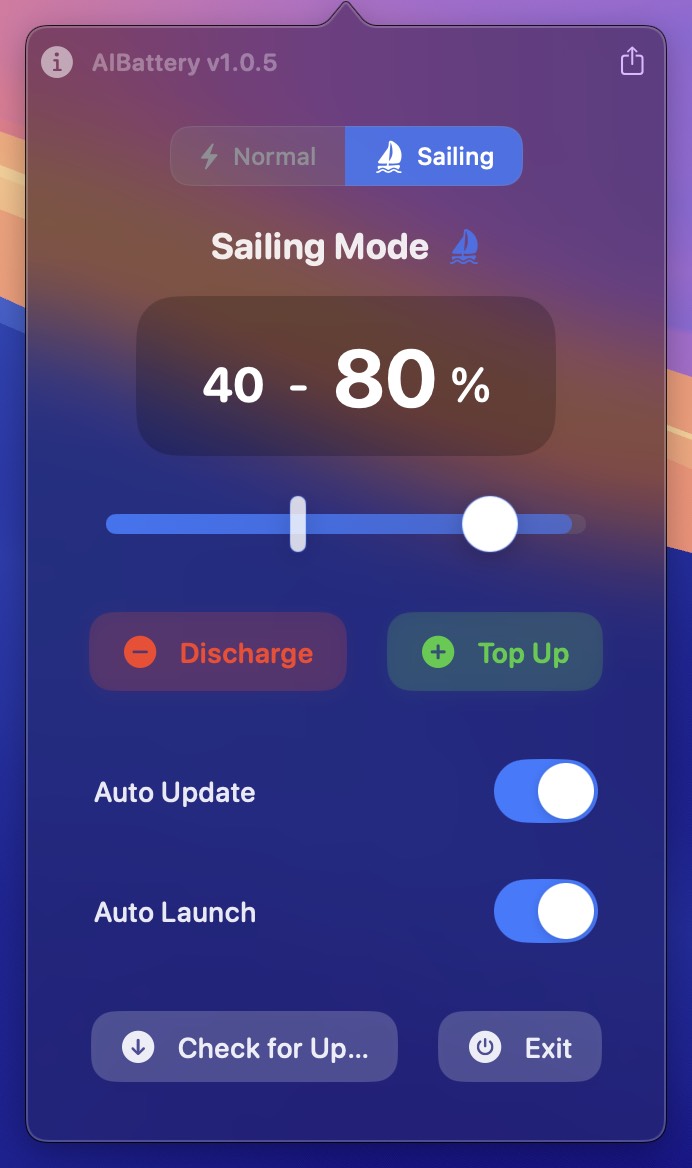 AIBattery v1.0.5
Normal
Sailing
Sailing Mode
40 - 80 %
Discharge
Top Up
Auto Update
Auto Launch
Check for Up...
Exit